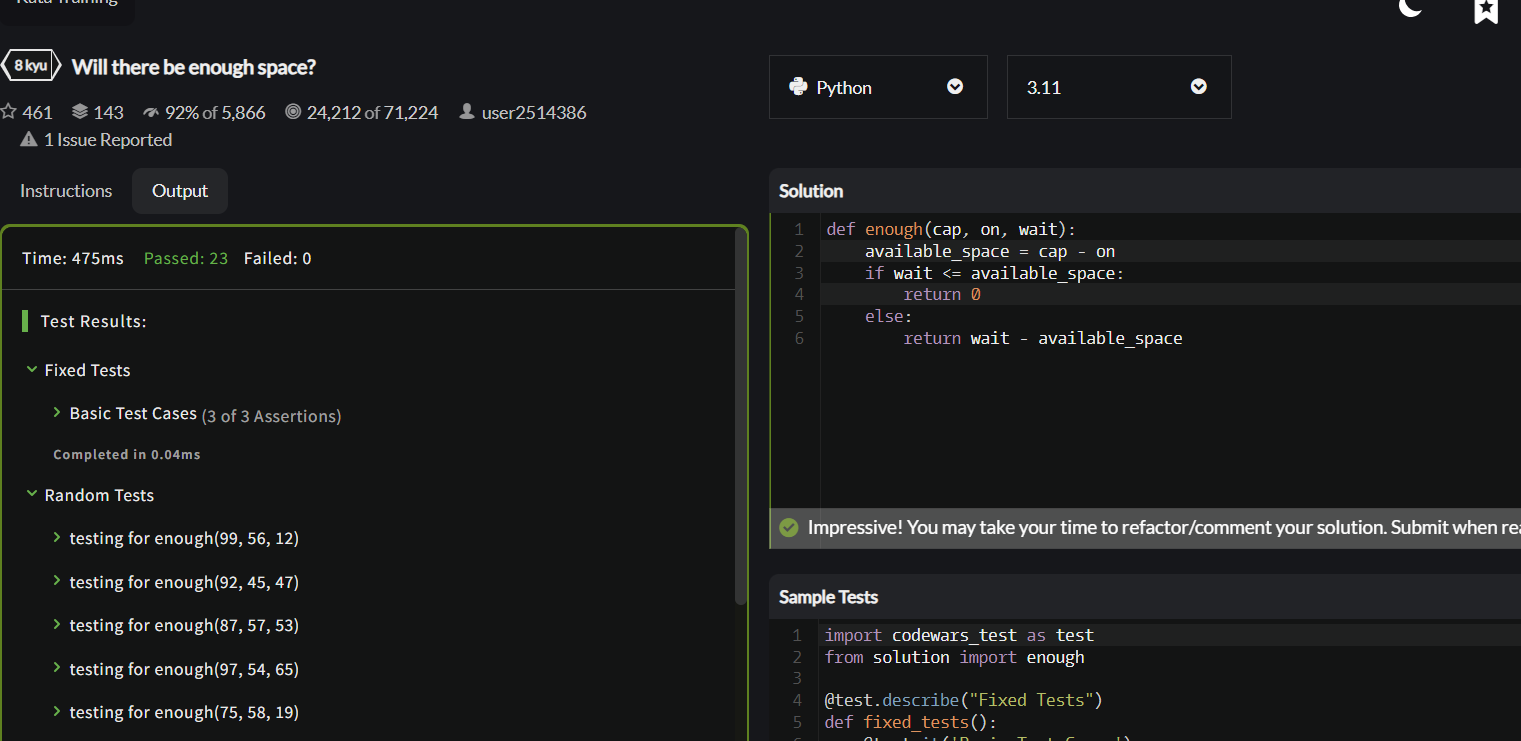 Kata Training
8 kyu Will there be enough space?
461 143 92% of 5,866 24,212 of 71,224 user2514386
1 Issue Reported
Instructions Output
Time: 475ms Passed: 23 Failed: 0
Test Results:
Fixed Tests
Basic Test Cases (3 of 3 Assertions)
Completed in 0.04ms
Random Tests
testing for enough(99, 56, 12)
testing for enough(92, 45, 47)
testing for enough(87, 57, 53)
testing for enough(97, 54, 65)
testing for enough(75, 58, 19)
Python 3.11
Solution
1 def enough(cap, on, wait):
2 available_space = cap - on
3 if wait <= available_space:
4 return 0
5 else:
6 return wait - available_space
Impressive! You may take your time to refactor/comment your solution. Submit when
Sample Tests
1 import codewars_test as test
2 from solution import enough
3
4 @test.describe("Fixed Tests")
5 def fixed_tests():